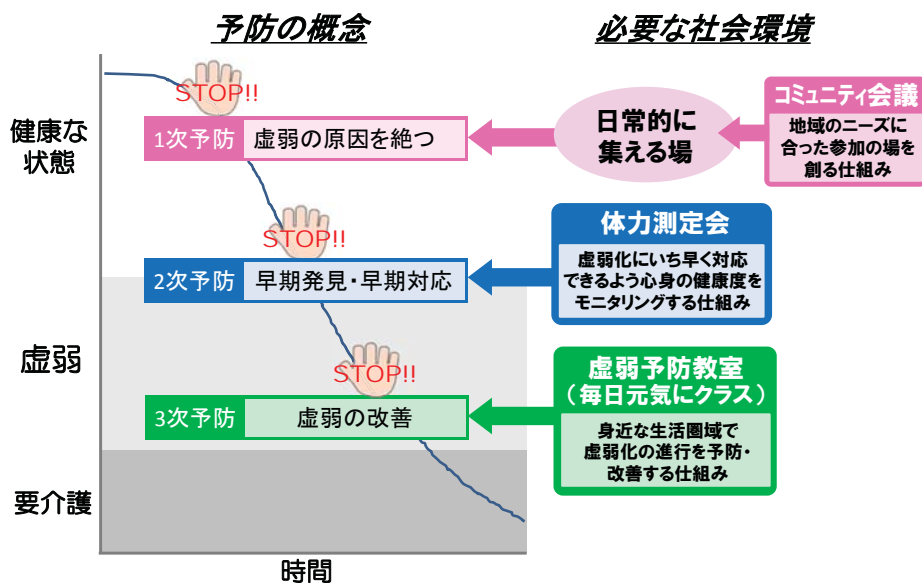 予防の概念
必要な社会環境
健康な
状態
虚弱
要介護
時間
STOP!!
1次予防
虚弱の原因を絶つ
日常的に
集える場
コミュニティ会議
地域のニーズに
合った参加の場を
創る仕組み
STOP!!
2次予防
早期発見・早期対応
体力測定会
虚弱化にいち早く対応
できるよう心身の健康度を
モニタリングする仕組み
STOP!!
3次予防
虚弱の改善
虚弱予防教室
（毎日元気にクラス）
身近な生活圏域で
虚弱化の進行を予防・
改善する仕組み